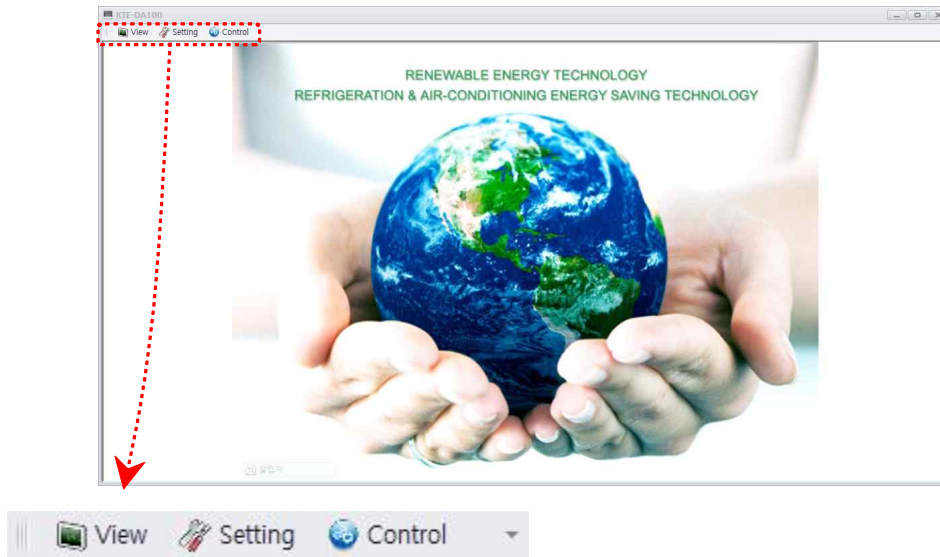 KTE-DA100
View Setting Control
RENEWABLE ENERGY TECHNOLOGY
REFRIGERATION & AIR-CONDITIONING ENERGY SAVING TECHNOLOGY
View Setting Control